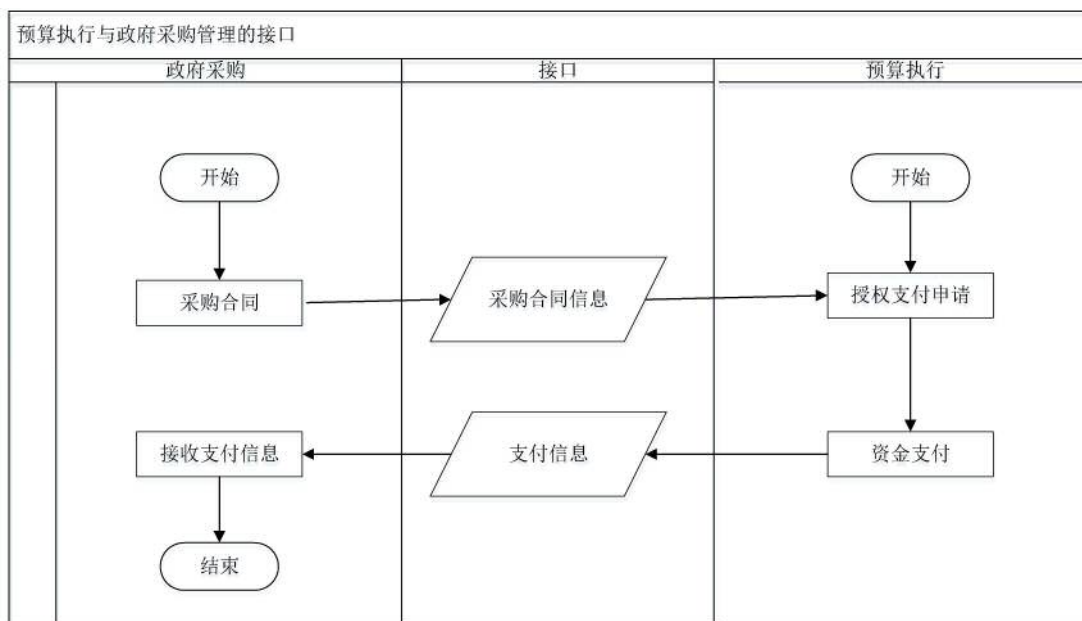 预算执行与政府采购管理的接口
政府采购
接口
预算执行
开始
开始
采购合同
采购合同信息
授权支付申请
接收支付信息
支付信息
资金支付
结束